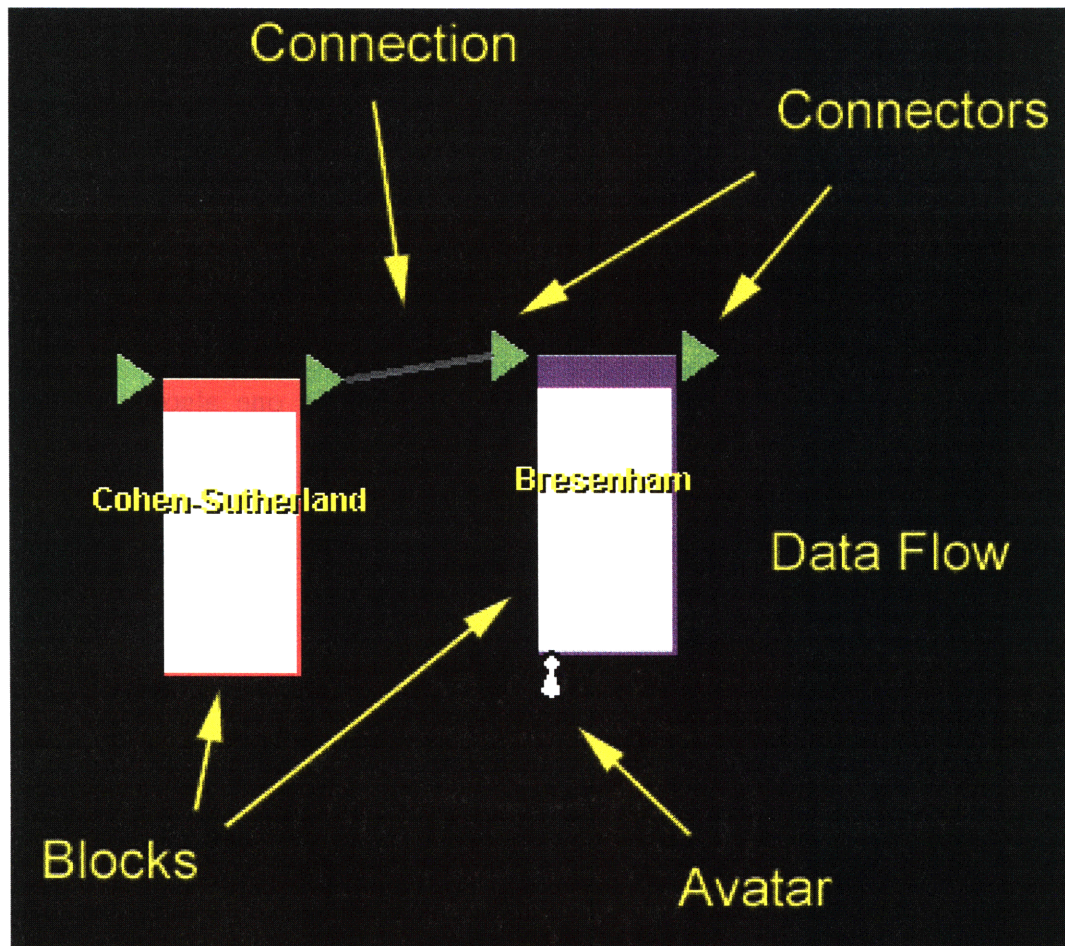 Connection
Connectors
Cohen-Sutherland
Bresenham
Data Flow
Blocks
Avatar